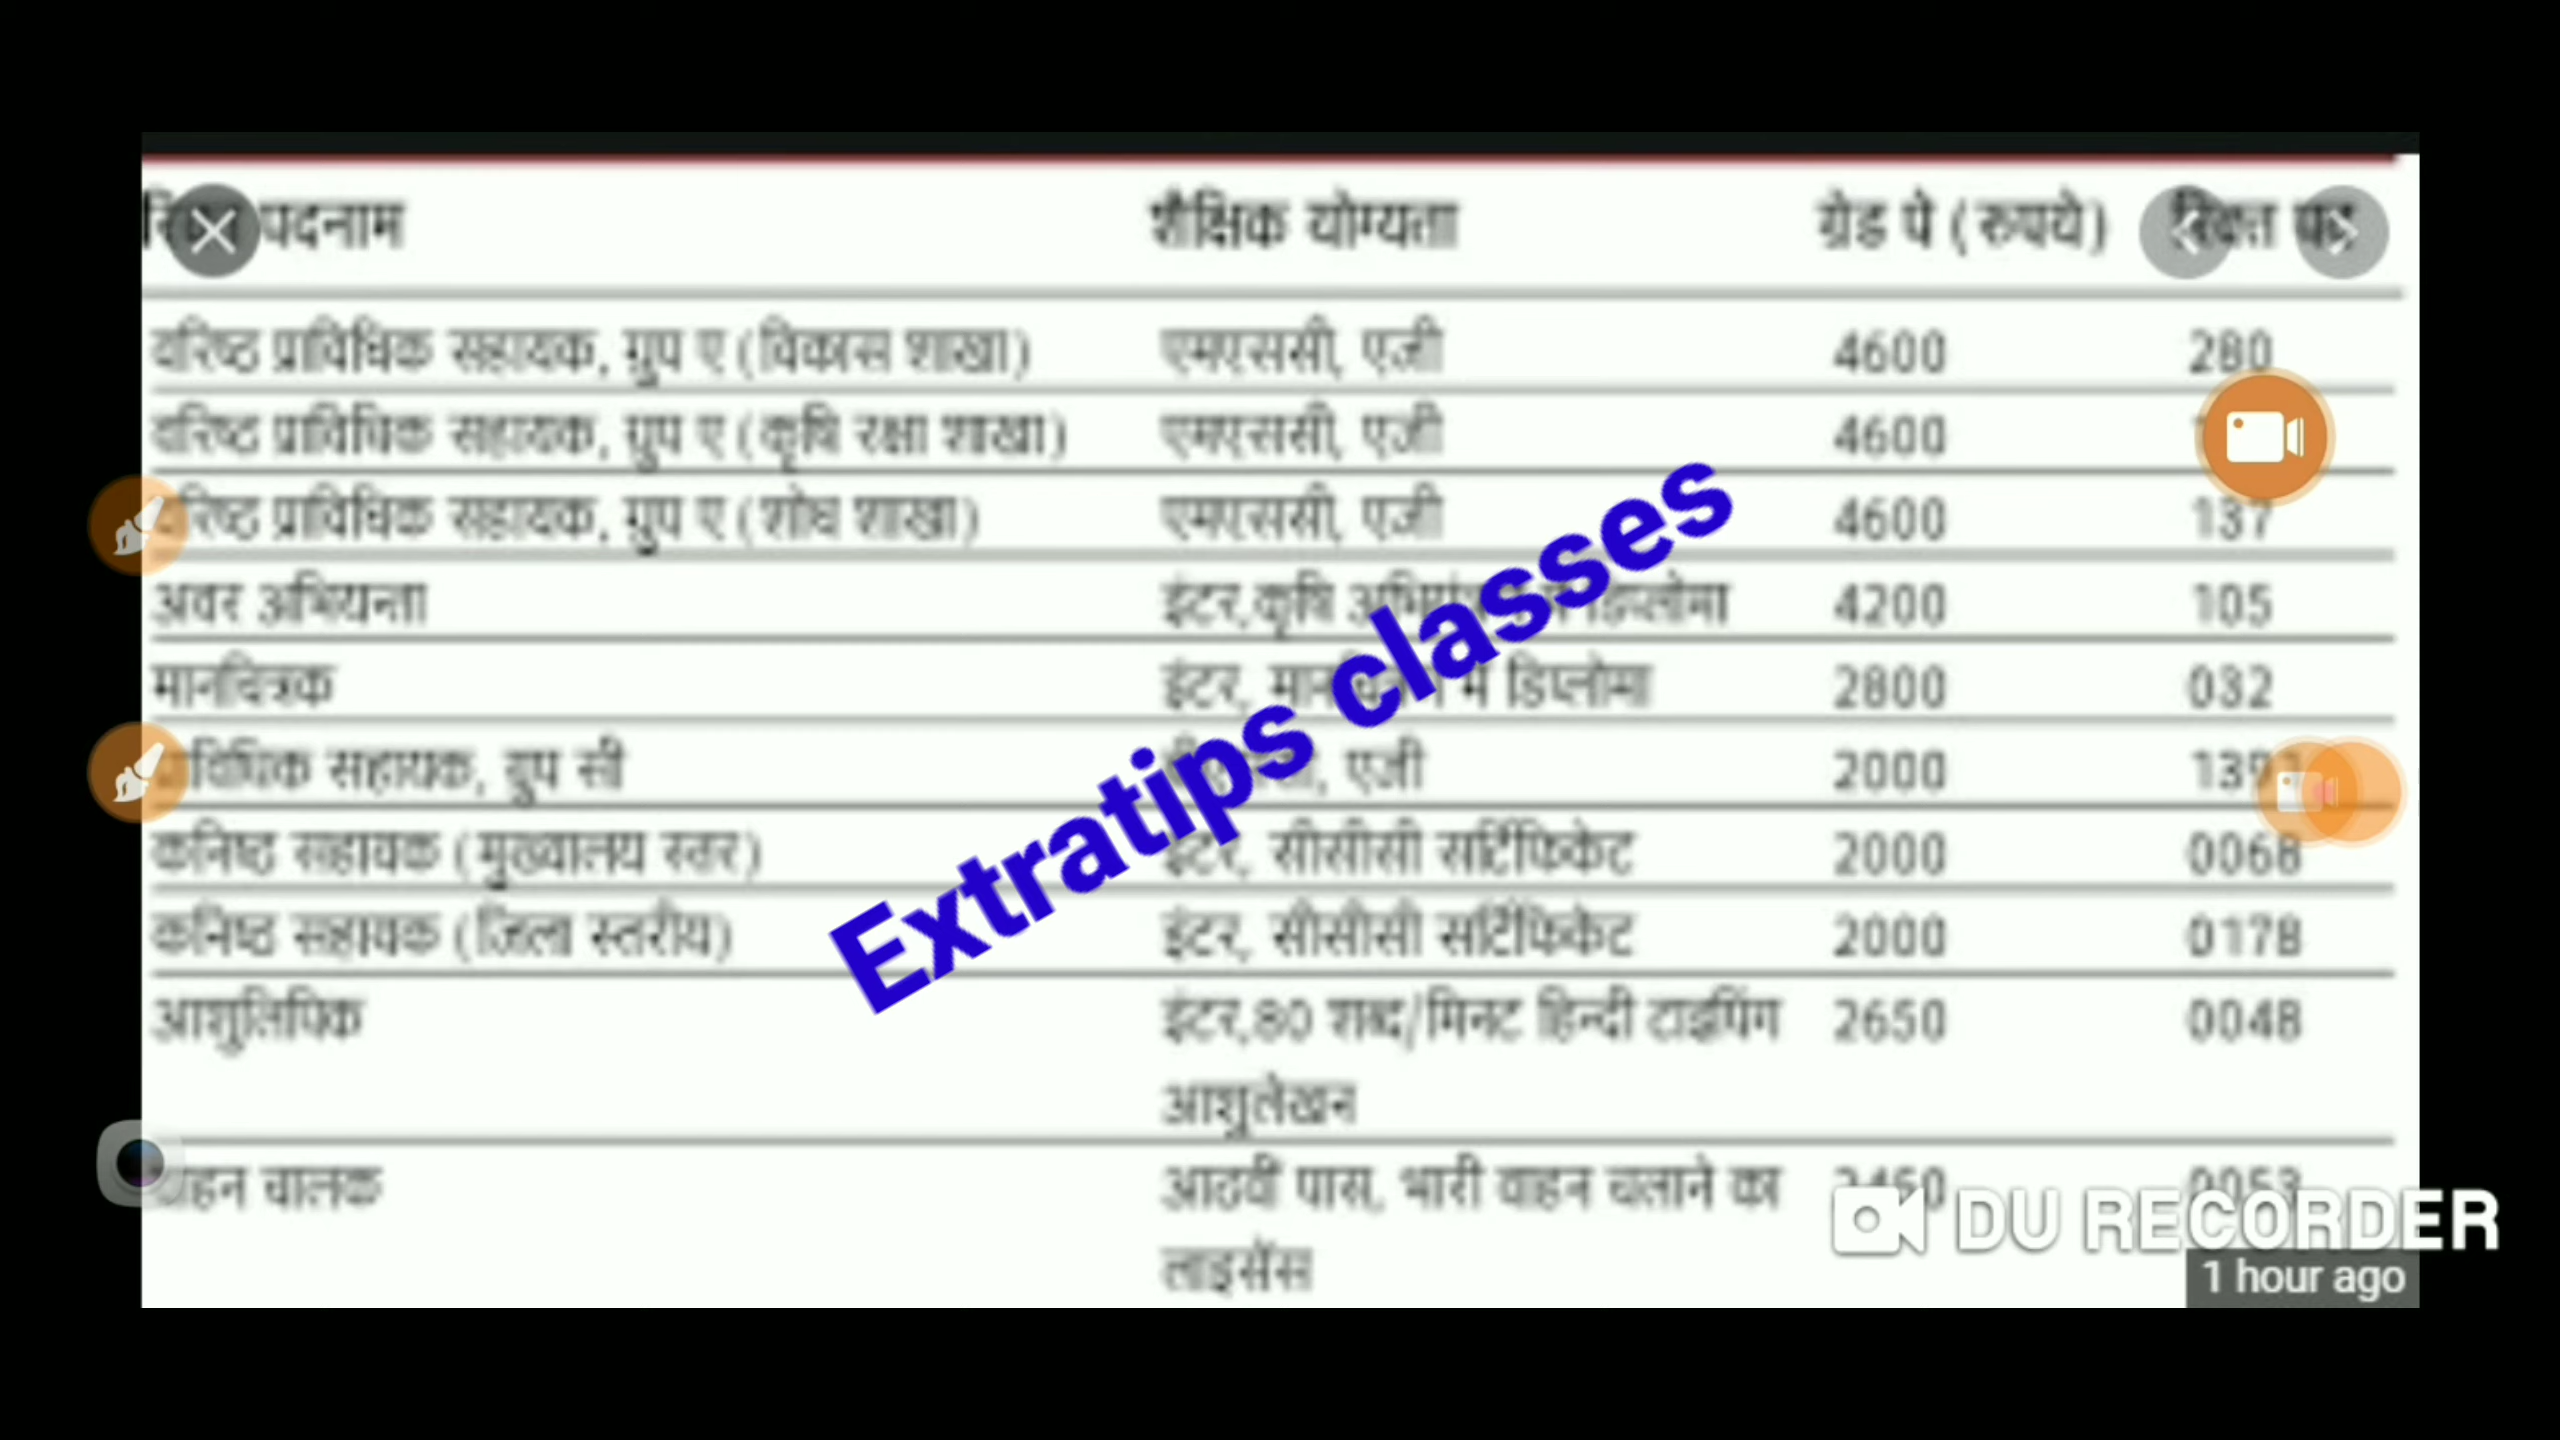 पदनाम शैक्षिक योग्यता ग्रेड पे (रुपये) रिक्त पद
वरिष्ठ प्राविधिक सहायक, ग्रुप ए (विकास शाखा) एमएससी, एजी 4600 280
वरिष्ठ प्राविधिक सहायक, ग्रुप ए (कृषि रक्षा शाखा) एमएससी, एजी 4600
वरिष्ठ प्राविधिक सहायक, ग्रुप ए (शोध शाखा) एमएससी, एजी 4600 137
अवर अभियन्ता इंटर,कृषि डिप्लोमा 4200 105
मानचित्रक इंटर, में डिप्लोमा 2800 032
प्राविधिक सहायक, ग्रुप सी एजी 2000
कनिष्ठ सहायक (मुख्यालय स्तर) इंटर, सीसीसी सर्टिफिकेट 2000 0068
कनिष्ठ सहायक (जिला स्तरीय) इंटर, सीसीसी सर्टिफिकेट 2000 0178
आशुलिपिक इंटर,80 शब्द/मिनट हिन्दी टाइपिंग 2650 0048
आशुलेखन
वाहन चालक आठवीं पास, भारी वाहन चलाने का
लाइसेंस
Extratips classes
DU RECORDER
1 hour ago